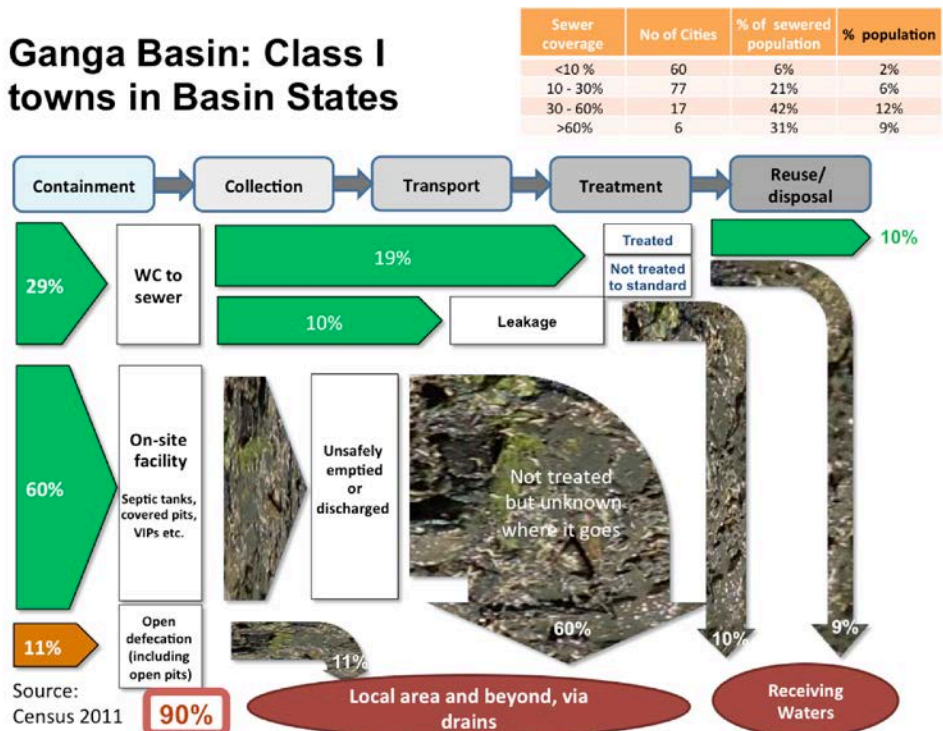 Ganga Basin: Class I
towns in Basin States
Sewer
coverage
No of Cities
% of sewered
population
% population
<10 %
60
6%
2%
10 - 30%
77
21%
6%
30 - 60%
17
42%
12%
>60%
6
31%
9%
Containment
Collection
Transport
Treatment
Reuse/
disposal
29%
WC to
sewer
19%
Treated
Not treated
to standard
10%
10%
Leakage
60%
On-site
facility
Septic tanks,
covered pits,
VIPs etc.
Unsafely
emptied
or
discharged
Not treated
but unknown
where it goes
60%
10%
9%
11%
Open
defecation
(including
open pits)
11%
Local area and beyond, via
drains
Receiving
Waters
Source:
Census 2011
90%